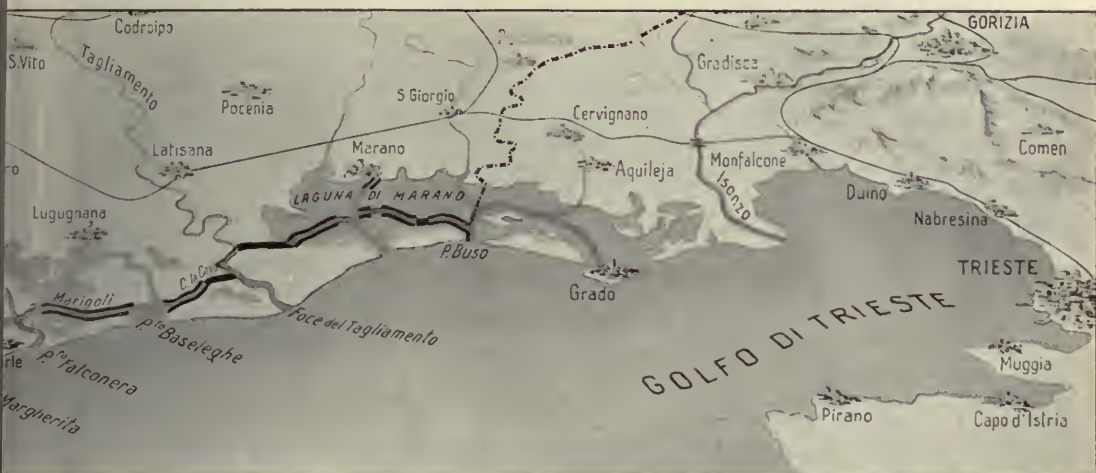 Codroipo
GORIZIA
S.Vito
Tagliamento
Gradisca
Pocenia
S. Giorgio
Cervignano
Comen
Latisana
Marano
Aquileja
Monfalcone
Isonzo
Duino
LAGUNA DI MARANO
Lugugnana
Nabresina
P. Buso
TRIESTE
Grado
Marigoli
Foce del Tagliamento
P.to Baseleghe
GOLFO DI TRIESTE
P.to Falconera
rle
Muggia
Margherita
Pirano
Capo d'Istria